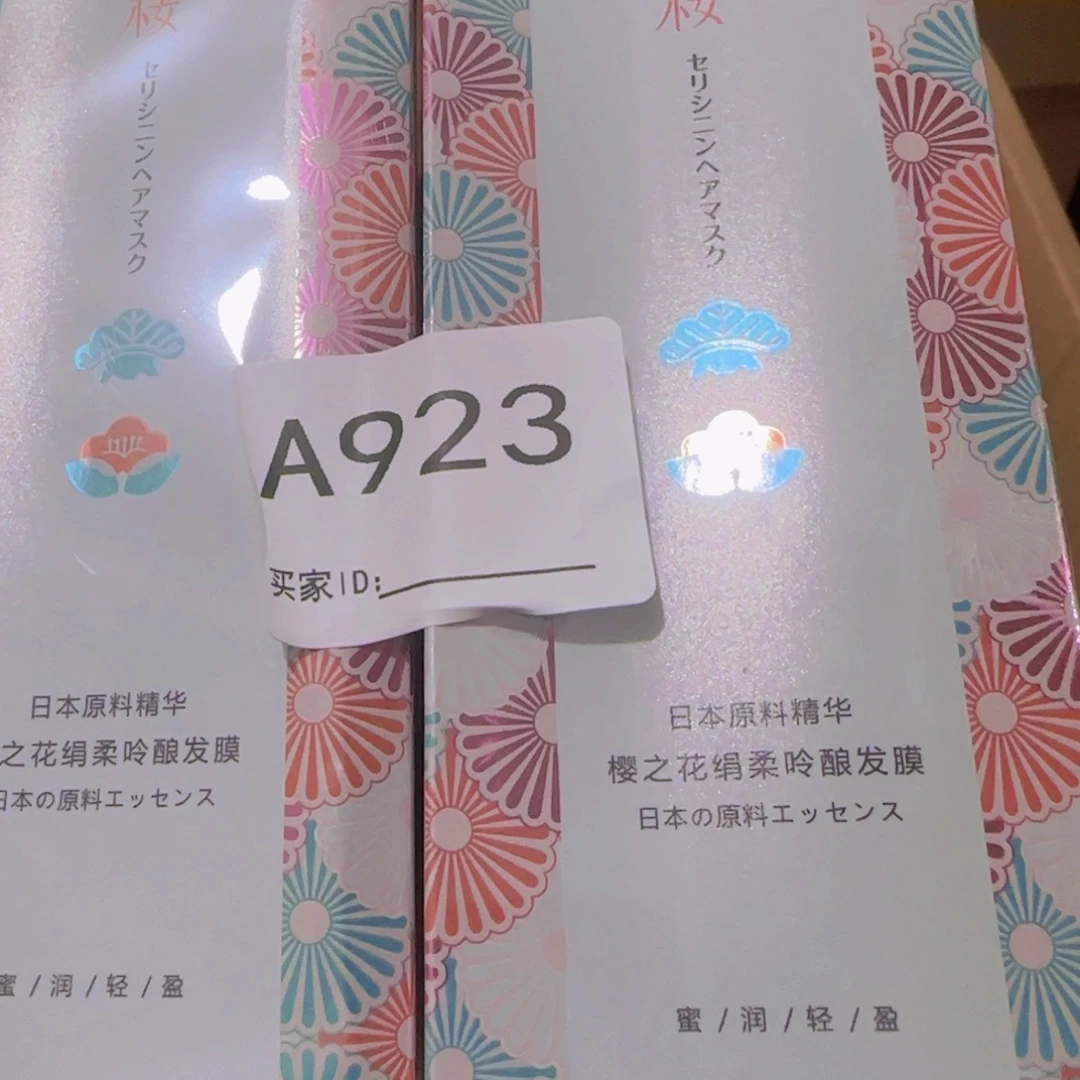 桜
セリシニンヘアマスク
桜
セリシニンヘアマスク
A923
买家ID:
日本原料精华
之花绢柔吟酿发膜
日本の原料エッセンス
蜜/润/轻/盈
日本原料精华
樱之花绢柔吟酿发膜
日本の原料エッセンス
蜜/润/轻/盈